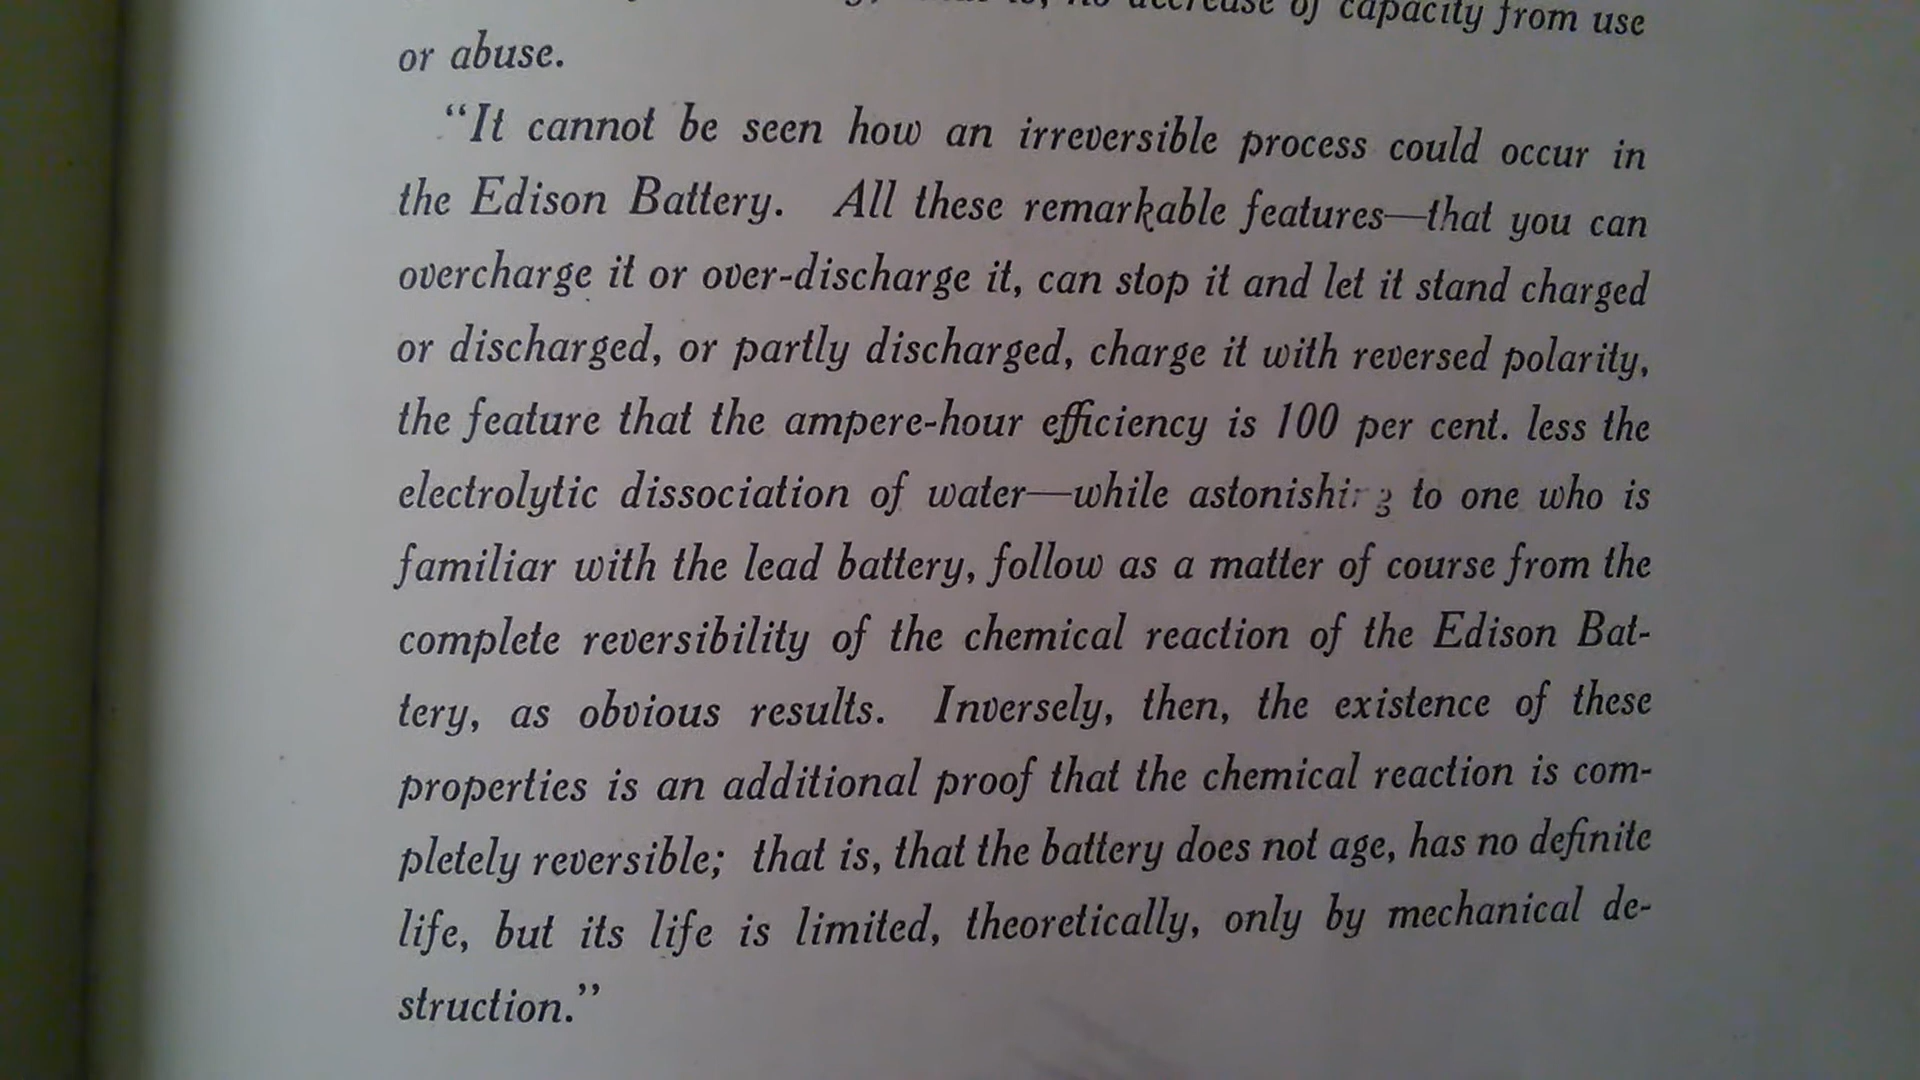 decrease of capacity from use
or abuse.
“It cannot be seen how an irreversible process could occur in
the Edison Battery. All these remarkable features—that you can
overcharge it or over-discharge it, can stop it and let it stand charged
or discharged, or partly discharged, charge it with reversed polarity,
the feature that the ampere-hour efficiency is 100 per cent. less the
electrolytic dissociation of water—while astonishing to one who is
familiar with the lead battery, follow as a matter of course from the
complete reversibility of the chemical reaction of the Edison Bat-
tery, as obvious results. Inversely, then, the existence of these
properties is an additional proof that the chemical reaction is com-
pletely reversible; that is, that the battery does not age, has no definite
life, but its life is limited, theoretically, only by mechanical de-
struction.”